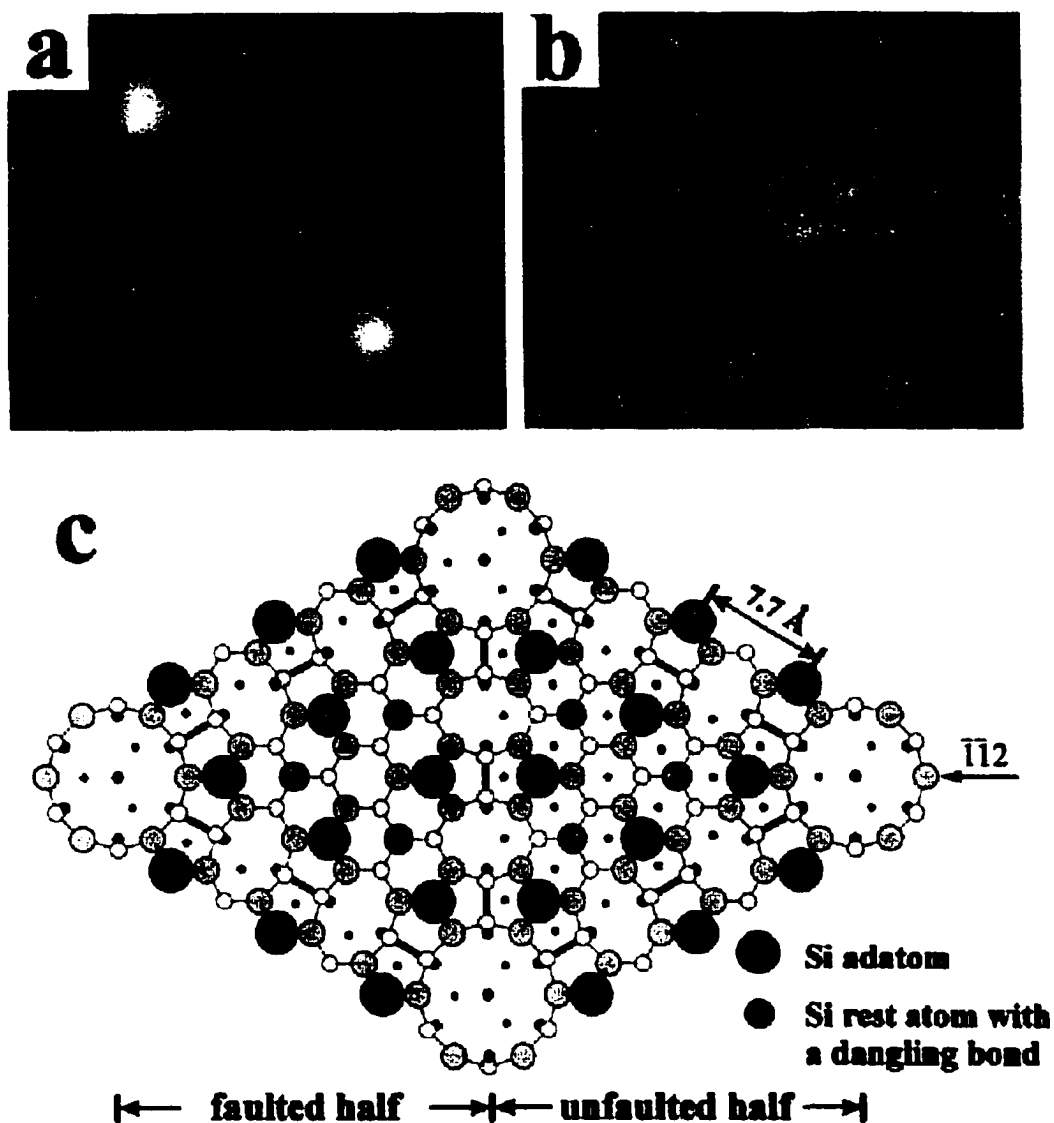 a
b
c
7.7 Å
1̅1̅2
Si adatom
Si rest atom with
a dangling bond
faulted half
unfaulted half